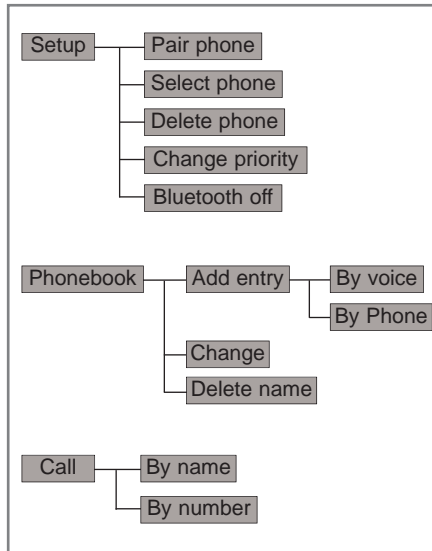 Setup
Pair phone
Select phone
Delete phone
Change priority
Bluetooth off
Phonebook
Add entry
By voice
By Phone
Change
Delete name
Call
By name
By number